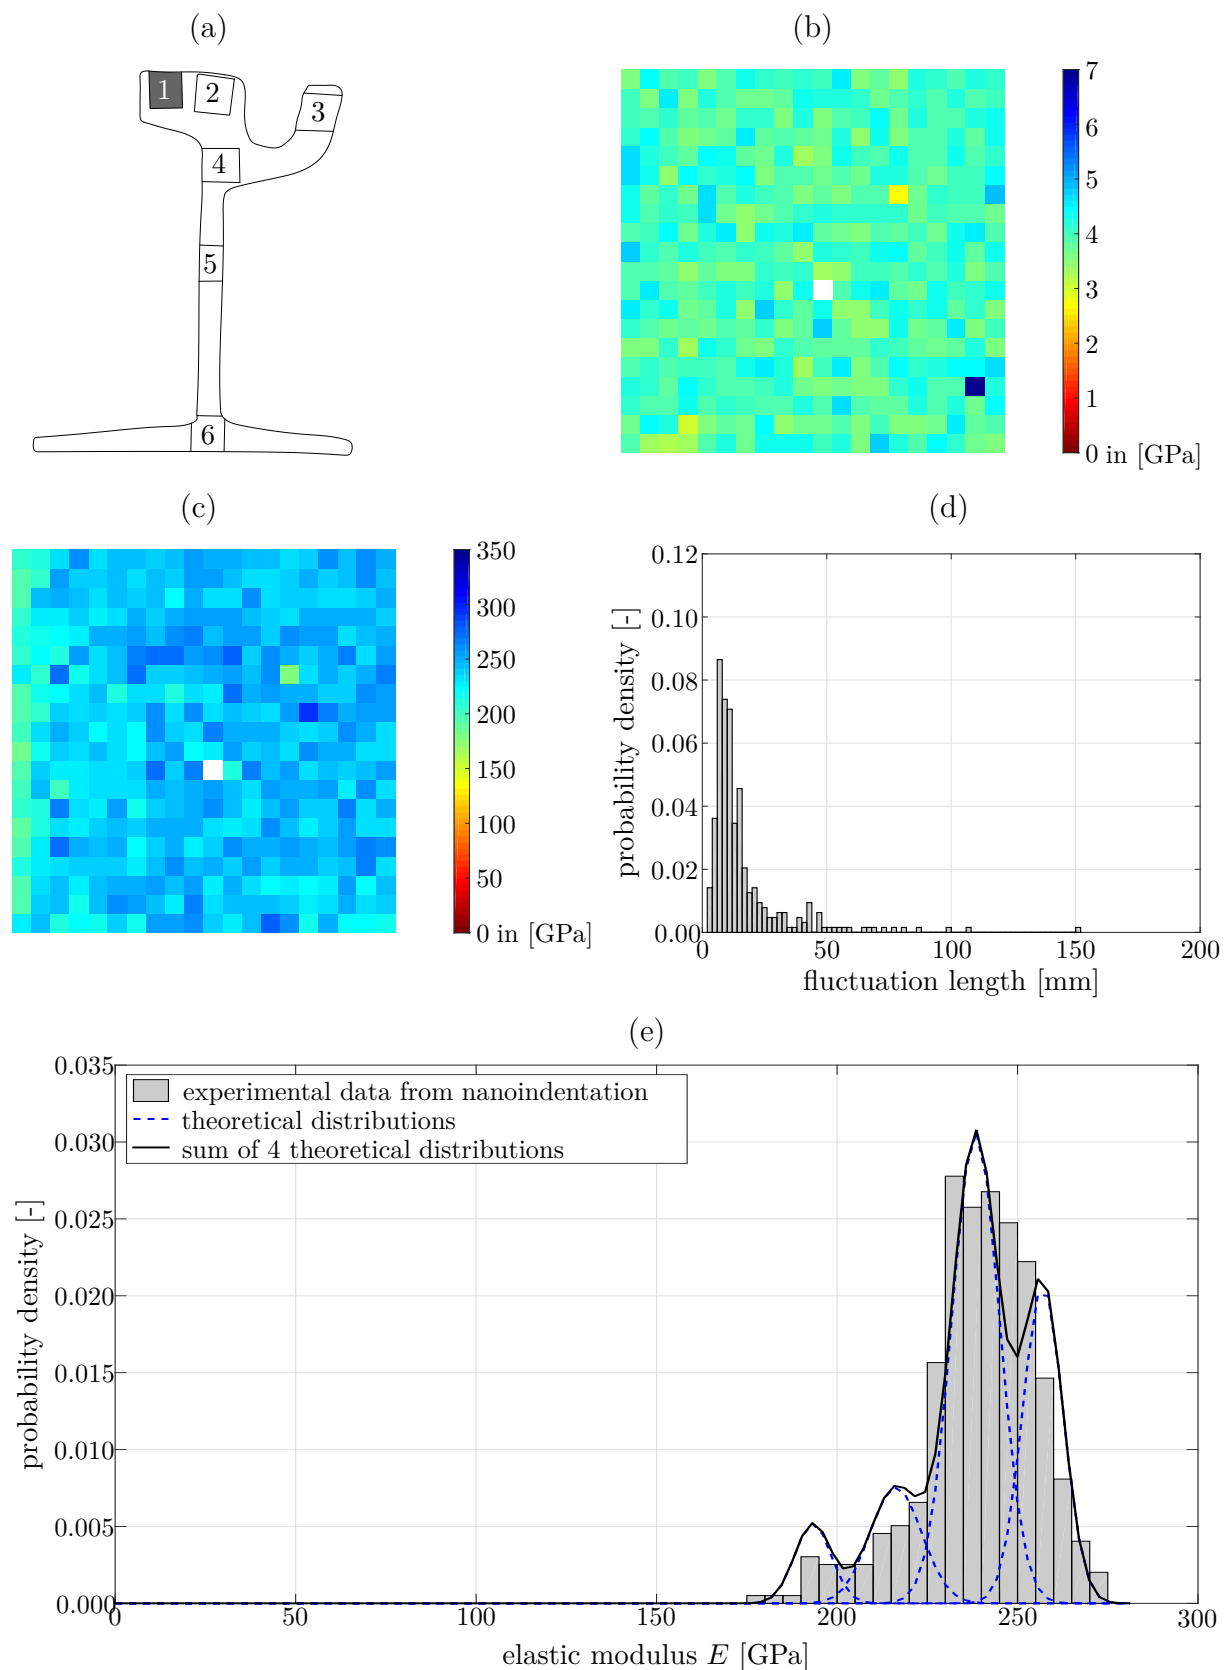 (a)
1
2
3
4
5
6
(b)
7
6
5
4
3
2
1
0 in [GPa]
(c)
350
300
250
200
150
100
50
0 in [GPa]
(d)
0.12
0.10
0.08
0.06
0.04
0.02
0.00
probability density [-]
0 50 100 150 200
fluctuation length [mm]
(e)
0.035
0.030
0.025
0.020
0.015
0.010
0.005
0.000
probability density [-]
experimental data from nanoindentation
theoretical distributions
sum of 4 theoretical distributions
0 50 100 150 200 250 300
elastic modulus E [GPa]